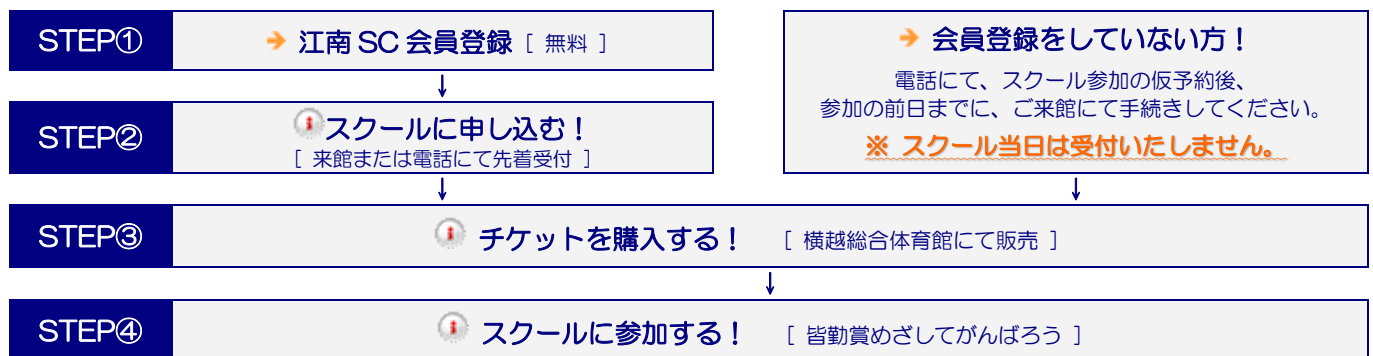 STEP① 江南 SC 会員登録 [ 無料 ]
STEP② スクールに申し込む！
[ 来館または電話にて先着受付 ]
会員登録をしていない方！
電話にて、スクール参加の仮予約後、
参加の前日までに、ご来館にて手続きしてください。
※ スクール当日は受付いたしません。
STEP③ チケットを購入する！ [ 横越総合体育館にて販売 ]
STEP④ スクールに参加する！ [ 皆勤賞めざしてがんばろう ]